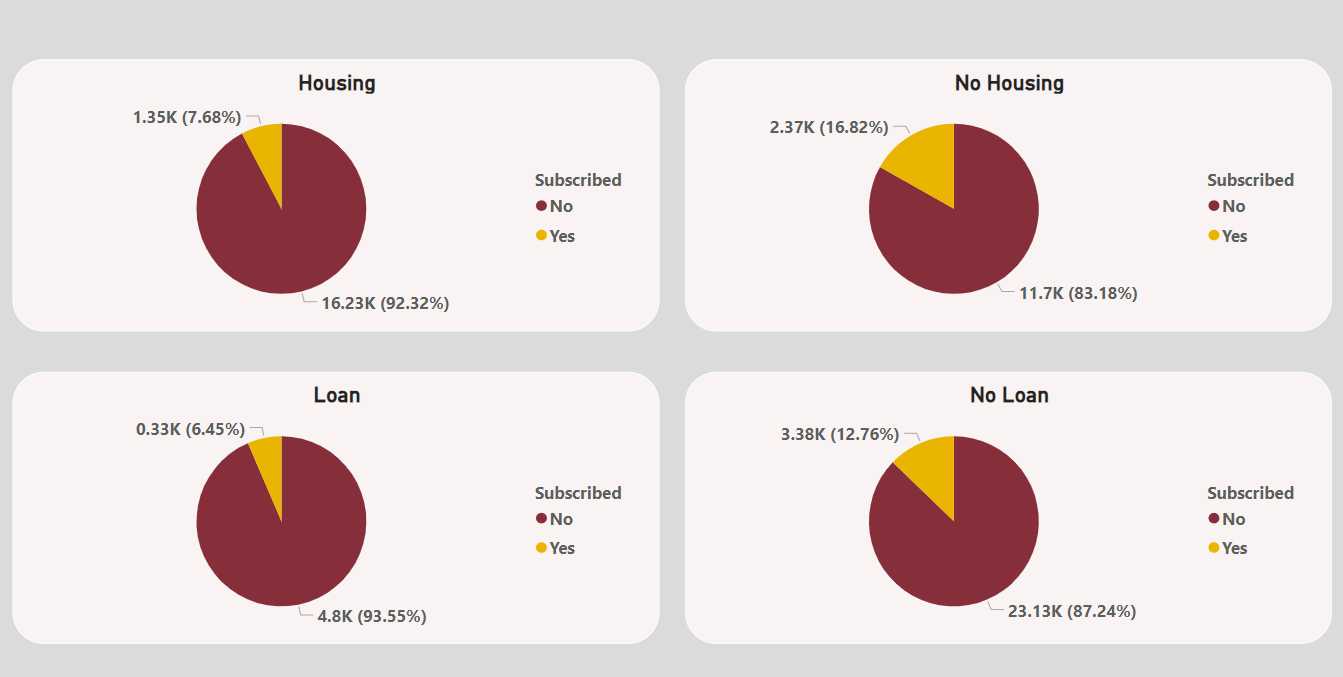 Housing
1.35K (7.68%)
Subscribed
No
Yes
16.23K (92.32%)
No Housing
2.37K (16.82%)
Subscribed
No
Yes
11.7K (83.18%)
Loan
0.33K (6.45%)
Subscribed
No
Yes
4.8K (93.55%)
No Loan
3.38K (12.76%)
Subscribed
No
Yes
23.13K (87.24%)